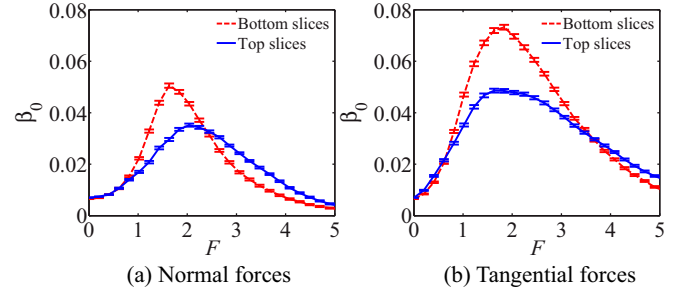 Bottom slices
Top slices
0.08
0.06
0.04
0.02
0
β0
0 1 2 3 4 5
F
(a) Normal forces
Bottom slices
Top slices
0.08
0.06
0.04
0.02
0
β0
0 1 2 3 4 5
F
(b) Tangential forces